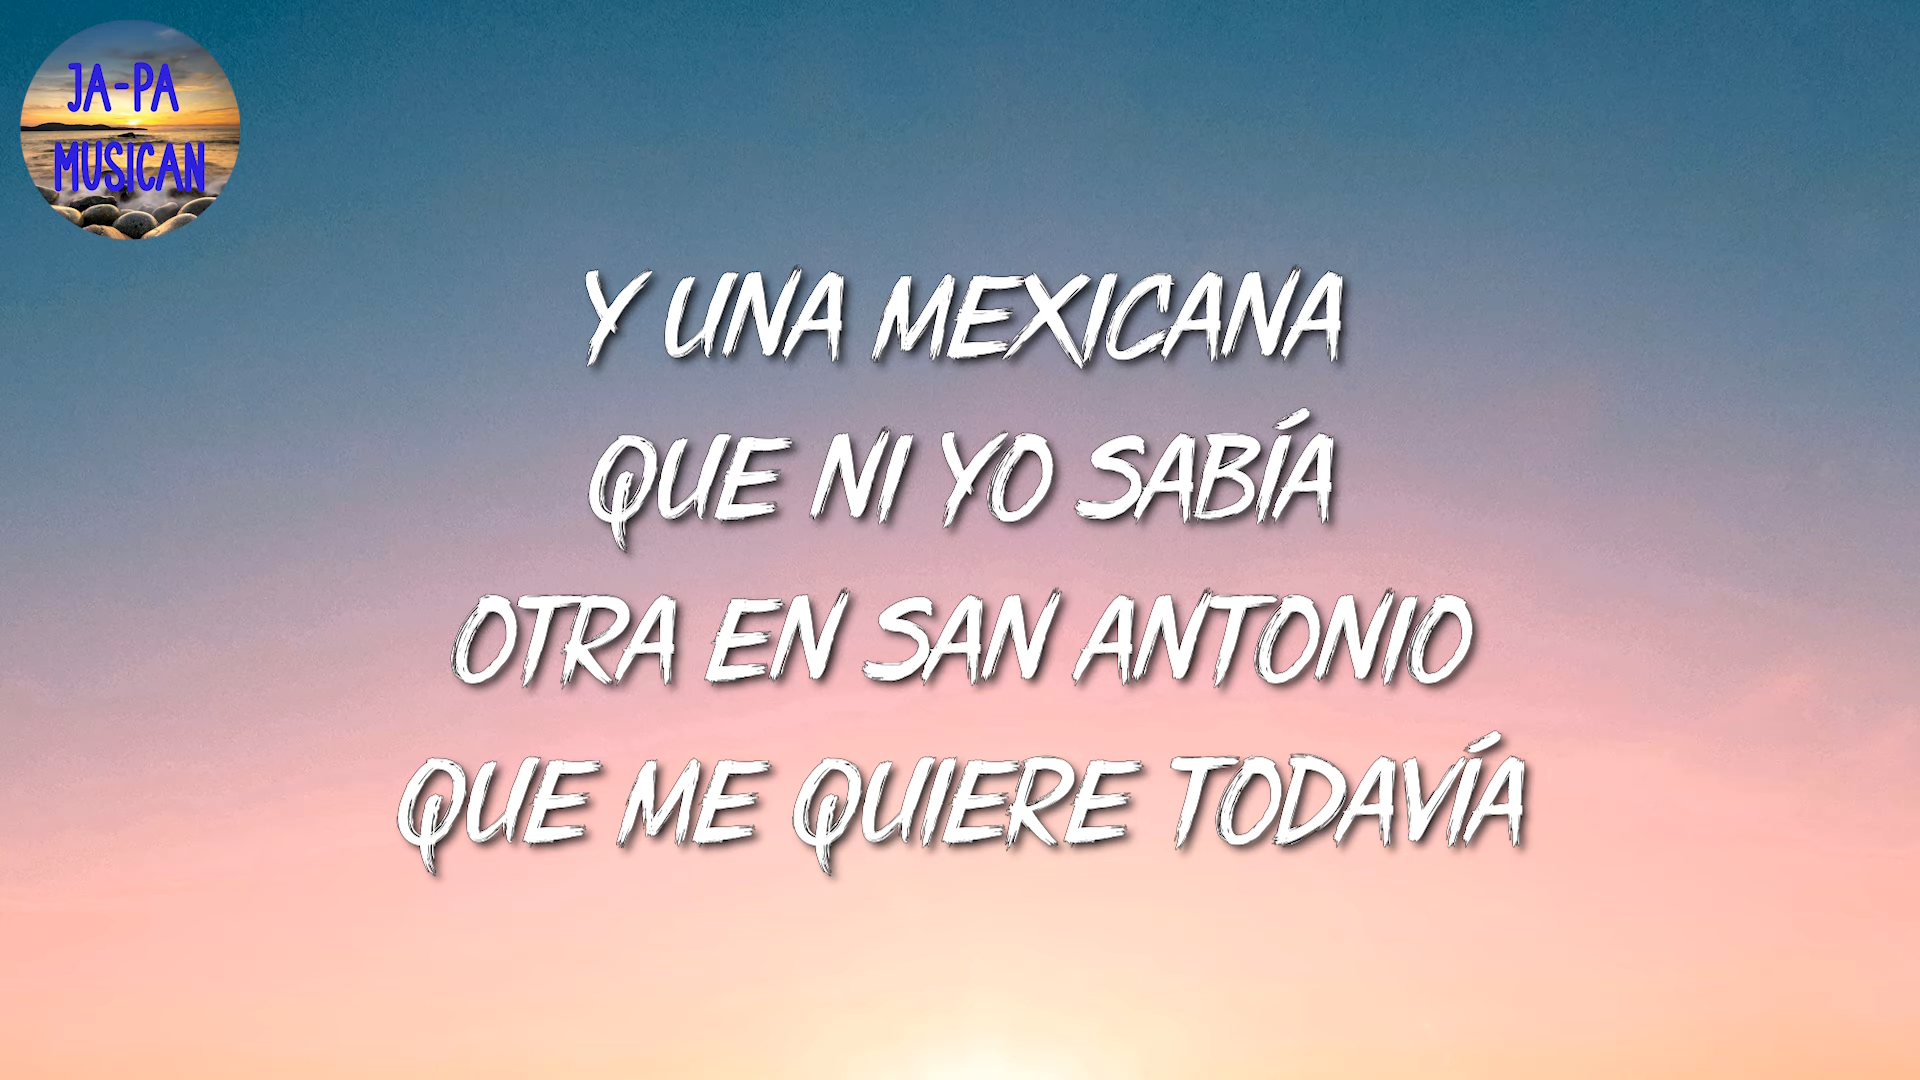 JA-PA
MUSICAN
Y UNA MEXICANA
QUE NI YO SABÍA
OTRA EN SAN ANTONIO
QUE ME QUIERE TODAVÍA